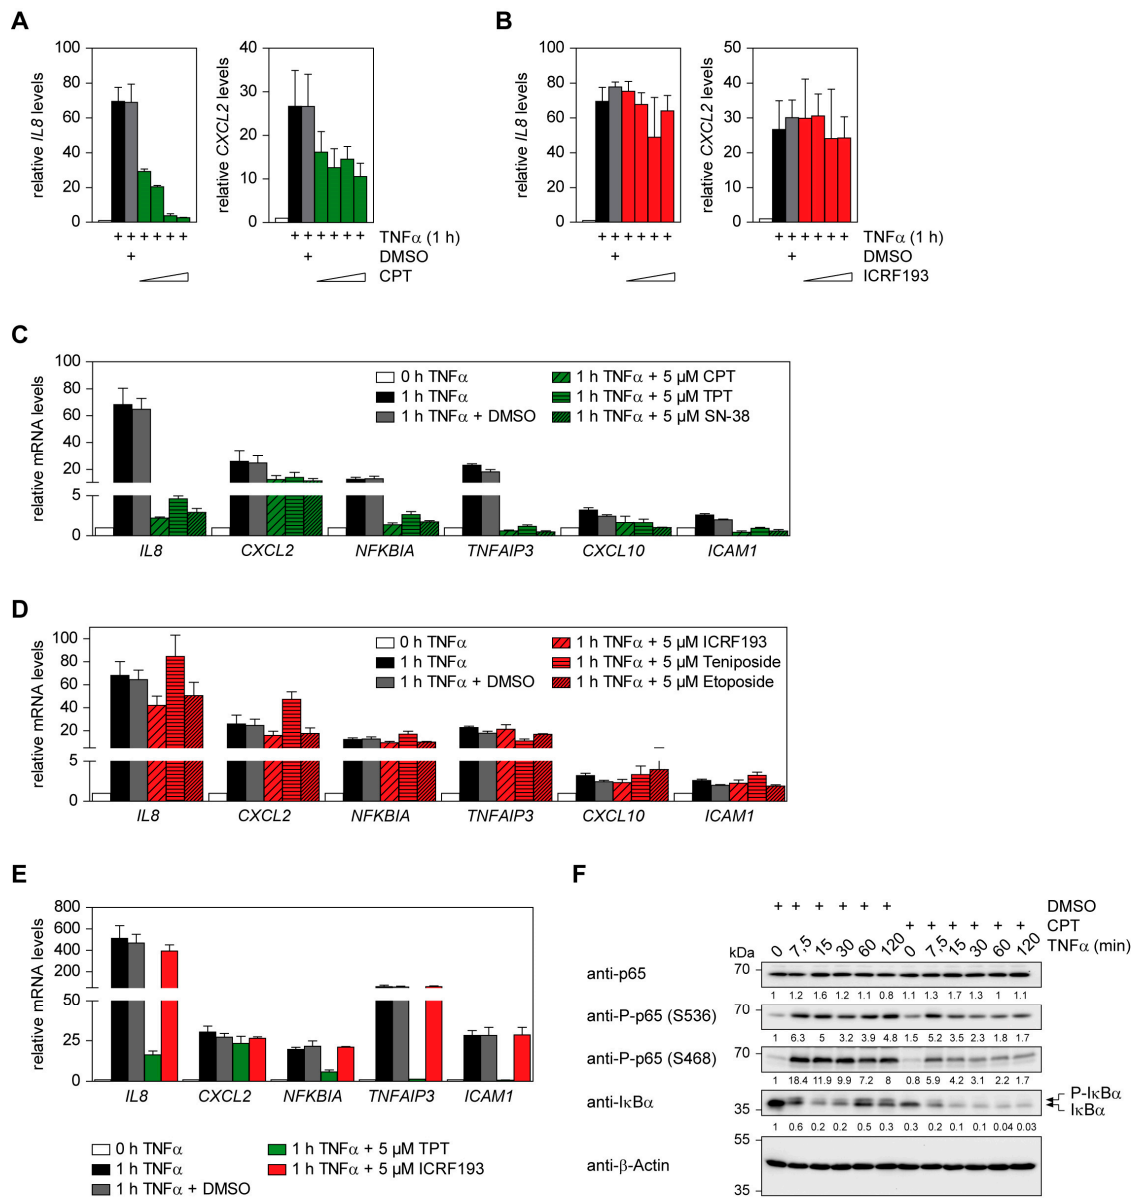 A
relative IL8 levels
100
80
60
40
20
0
+ + + + + +
+
relative CXCL2 levels
40
30
20
10
0
+ + + + + TNFα (1 h)
+ DMSO
CPT
B
relative IL8 levels
100
80
60
40
20
0
+ + + + + +
+
relative CXCL2 levels
50
40
30
20
10
0
+ + + + + + TNFα (1 h)
+ DMSO
ICRF193
C
relative mRNA levels
100
80
60
40
20
5
0
0 h TNFα
1 h TNFα
1 h TNFα + DMSO
1 h TNFα + 5 µM CPT
1 h TNFα + 5 µM TPT
1 h TNFα + 5 µM SN-38
IL8 CXCL2 NFKBIA TNFAIP3 CXCL10 ICAM1
D
relative mRNA levels
100
80
60
40
20
5
0
0 h TNFα
1 h TNFα
1 h TNFα + DMSO
1 h TNFα + 5 µM ICRF193
1 h TNFα + 5 µM Teniposide
1 h TNFα + 5 µM Etoposide
IL8 CXCL2 NFKBIA TNFAIP3 CXCL10 ICAM1
E
relative mRNA levels
800
600
400
200
50
25
0
IL8 CXCL2 NFKBIA TNFAIP3 ICAM1
0 h TNFα
1 h TNFα
1 h TNFα + DMSO
1 h TNFα + 5 µM TPT
1 h TNFα + 5 µM ICRF193
F
+ + + + + + DMSO
+ + + + + + CPT
0 7,5 15 30 60 120 0 7,5 15 30 60 120 TNFα (min)
kDa
anti-p65 70
1 1.2 1.6 1.2 1.1 0.8 1.1 1.3 1.7 1.3 1 1.1
anti-P-p65 (S536) 70
1 6.3 5 3.2 3.9 4.8 1.5 5.2 3.5 2.3 1.8 1.7
anti-P-p65 (S468) 70
1 18.4 11.9 9.9 7.2 8 0.8 5.9 4.2 3.1 2.2 1.7
anti-IκBα 35 P-IκBα
IκBα
1 0.6 0.2 0.2 0.5 0.3 0.3 0.2 0.1 0.1 0.04 0.03
55
anti-β-Actin
35